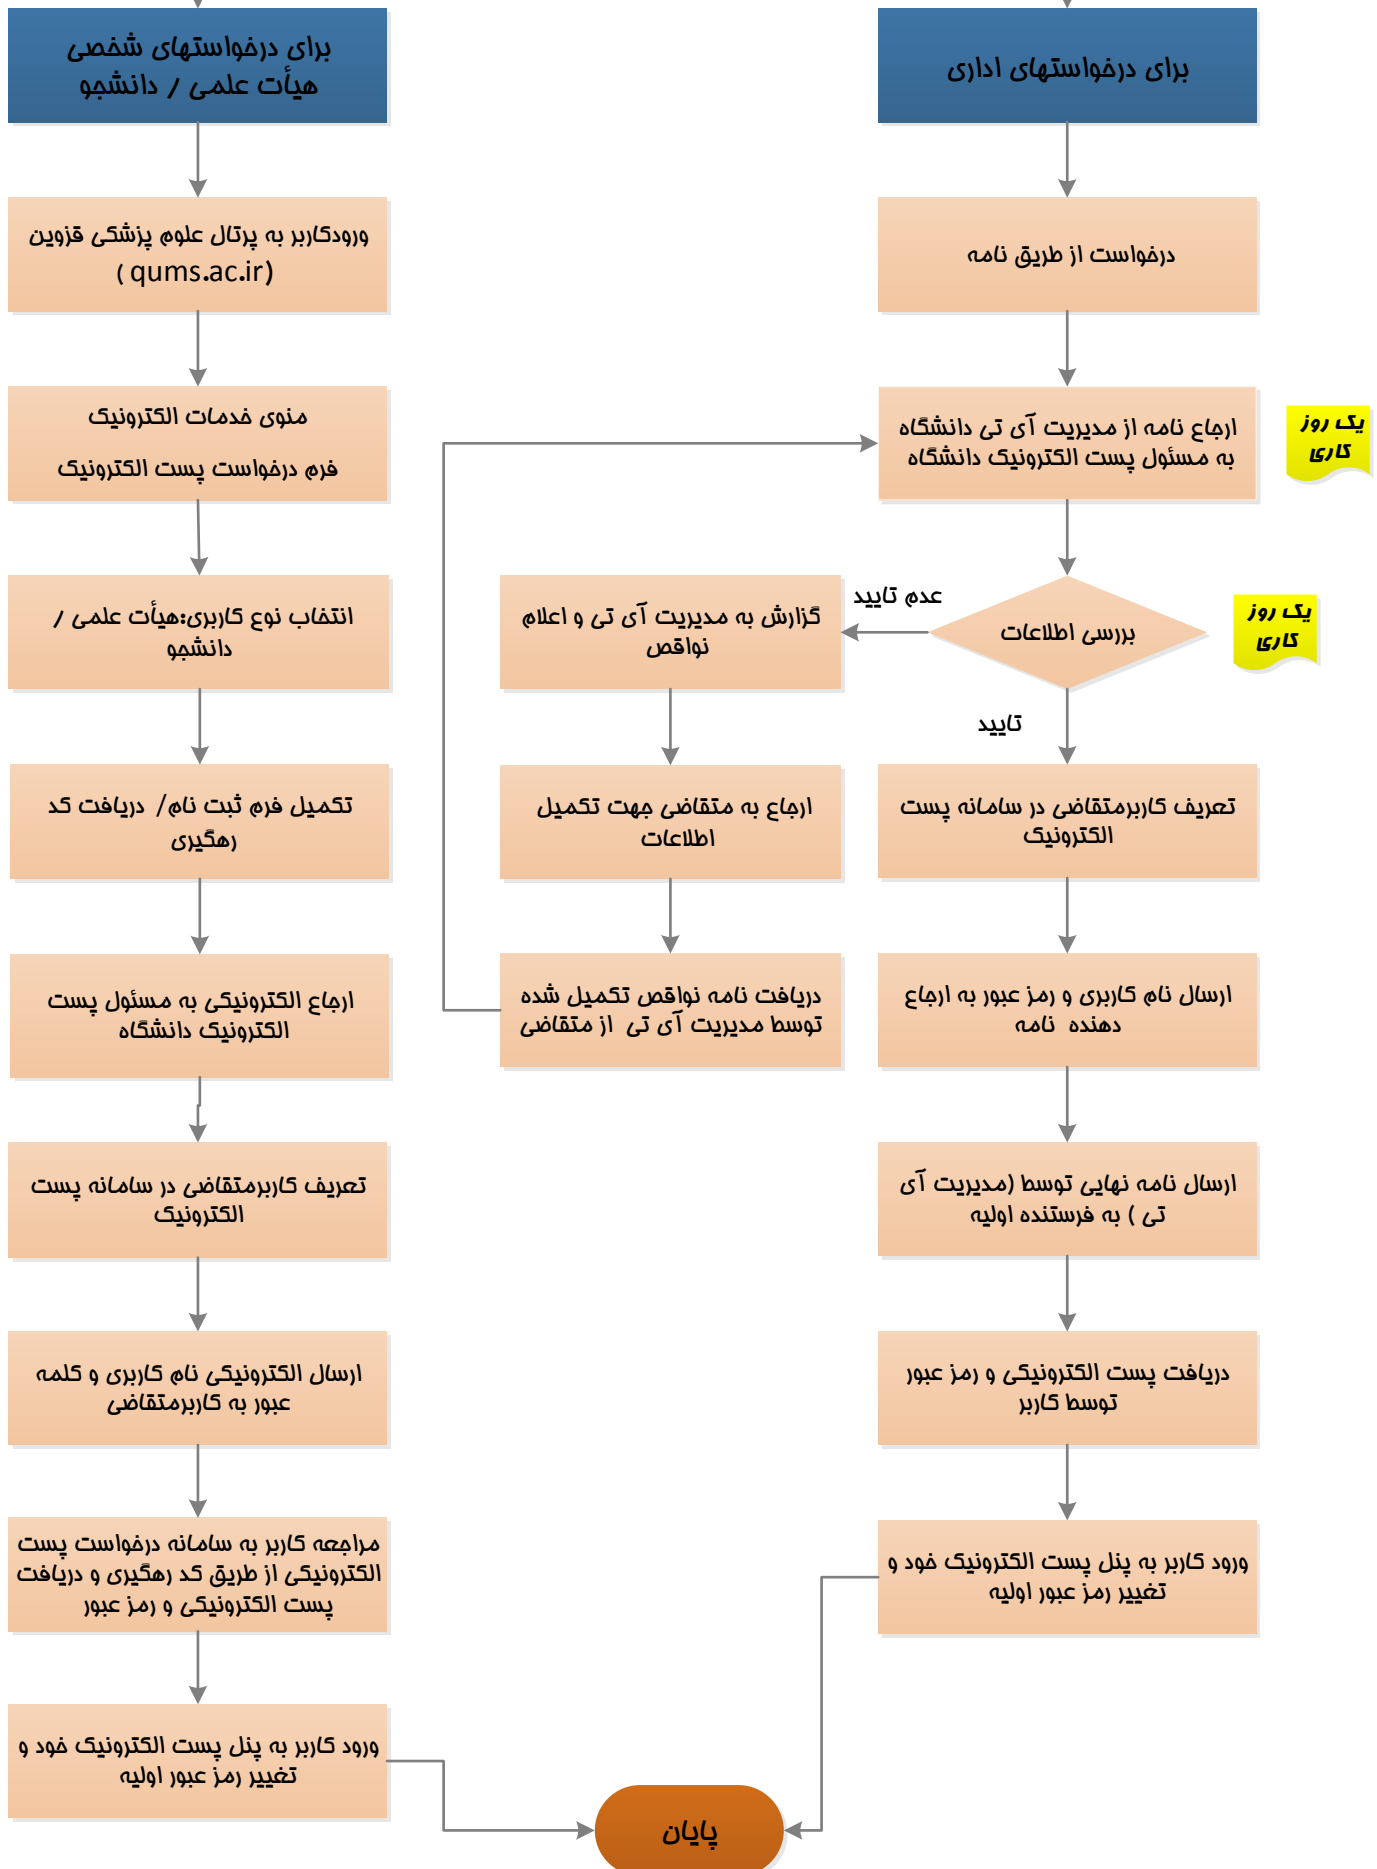 برای درخواستهای شخصی
هیأت علمی / دانشجو
ورودکاربر به پرتال علوم پزشکی قزوین
(qums.ac.ir)
منوی خدمات الکترونیک
فرم درخواست پست الکترونیک
انتخاب نوع کاربری:هیأت علمی /
دانشجو
تکمیل فرم ثبت نام/ دریافت کد
رهگیری
ارجاع الکترونیکی به مسئول پست
الکترونیک دانشگاه
تعریف کاربرمتقاضی در سامانه پست
الکترونیک
ارسال الکترونیکی نام کاربری و کلمه
عبور به کاربرمتقاضی
مراجعه کاربر به سامانه درخواست پست
الکترونیکی از طریق کد رهگیری و دریافت
پست الکترونیکی و رمز عبور
ورود کاربر به پنل پست الکترونیک خود و
تغییر رمز عبور اولیه
برای درخواستهای اداری
درخواست از طریق نامه
ارجاع نامه از مدیریت آی تی دانشگاه
به مسئول پست الکترونیک دانشگاه
یک روز
کاری
بررسی اطلاعات
یک روز
کاری
عدم تایید
گزارش به مدیریت آی تی و اعلام
نواقص
ارجاع به متقاضی جهت تکمیل
اطلاعات
دریافت نامه نواقص تکمیل شده
توسط مدیریت آی تی از متقاضی
تایید
تعریف کاربرمتقاضی در سامانه پست
الکترونیک
ارسال نام کاربری و رمز عبور به ارجاع
دهنده نامه
ارسال نامه نهایی توسط (مدیریت آی
تی ) به فرستنده اولیه
دریافت پست الکترونیکی و رمز عبور
توسط کاربر
ورود کاربر به پنل پست الکترونیک خود و
تغییر رمز عبور اولیه
پایان